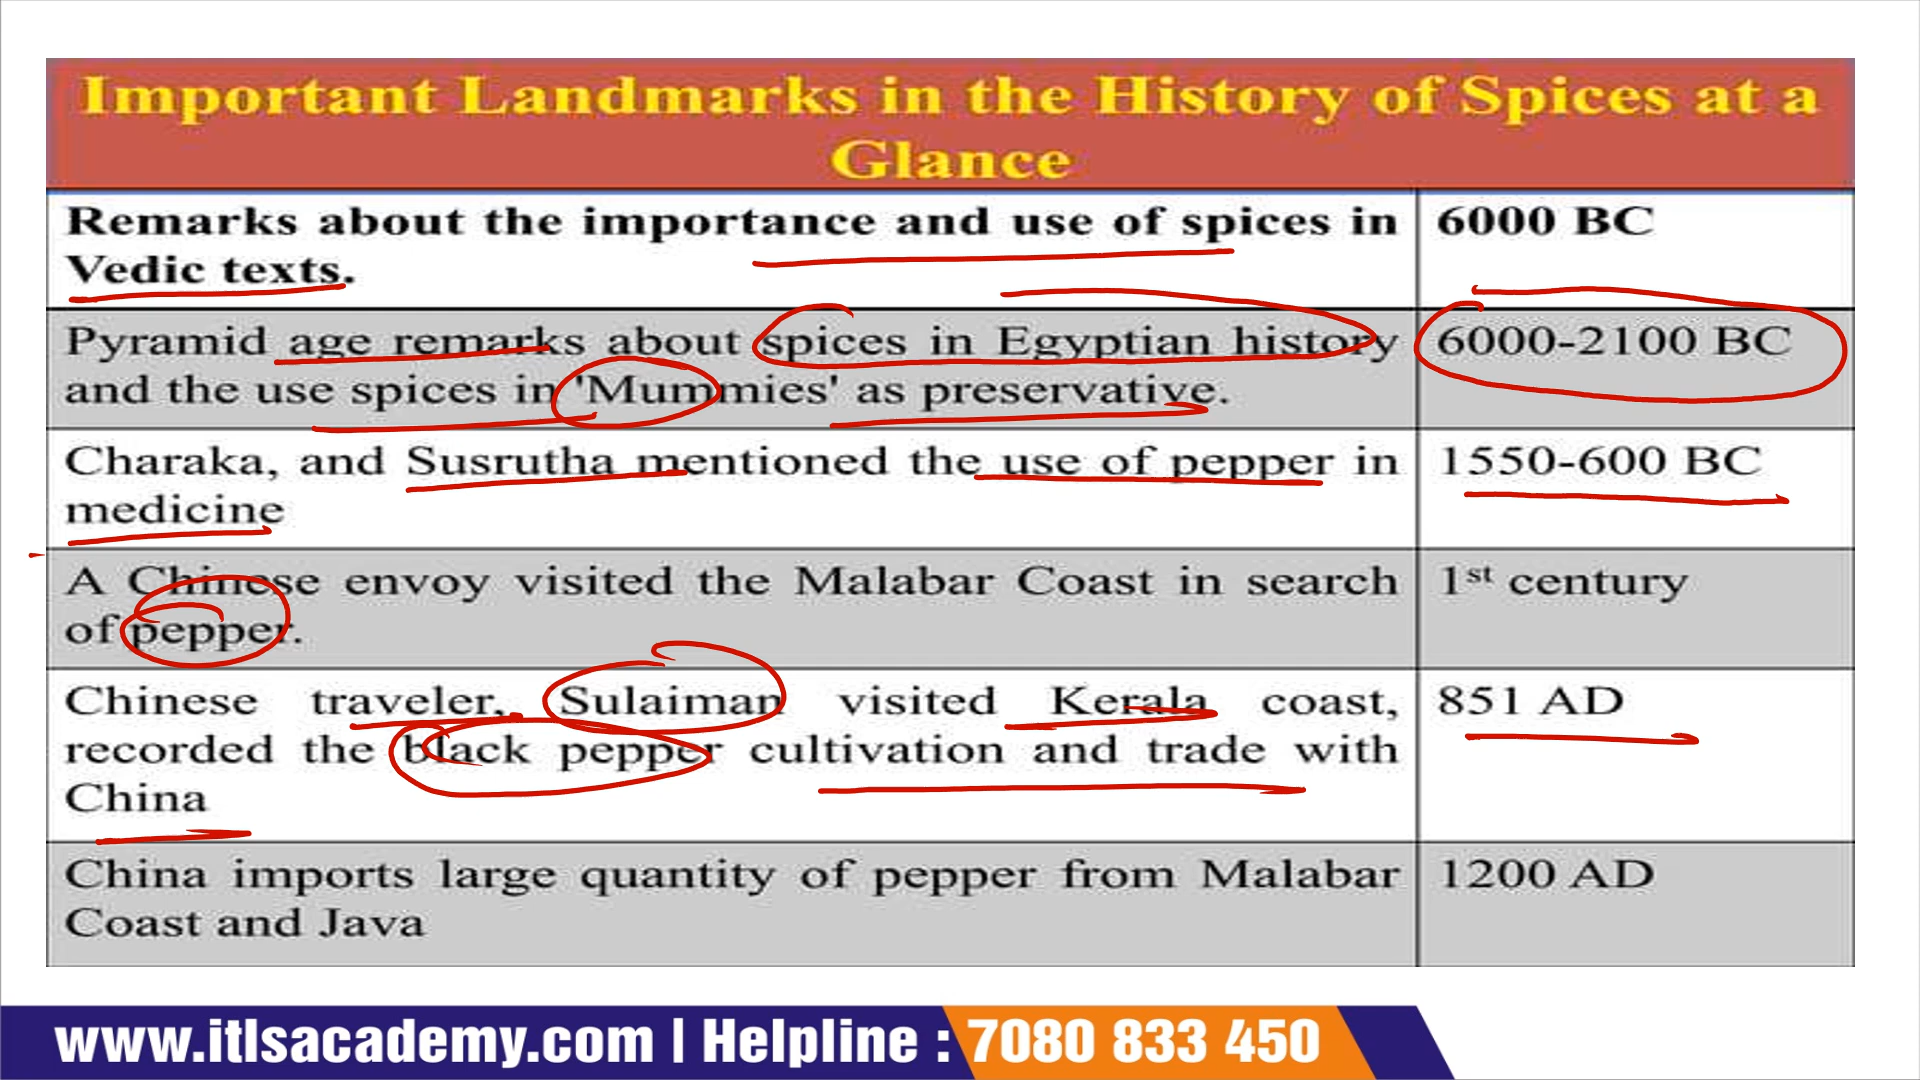 Important Landmarks in the History of Spices at a
Glance
Remarks about the importance and use of spices in
Vedic texts.
6000 BC
Pyramid age remarks about spices in Egyptian history
and the use spices in 'Mummies' as preservative.
6000-2100 BC
Charaka, and Susrutha mentioned the use of pepper in
medicine
1550-600 BC
A Chinese envoy visited the Malabar Coast in search
of pepper.
1st century
Chinese traveler, Sulaiman visited Kerala coast,
recorded the black pepper cultivation and trade with
China
851 AD
China imports large quantity of pepper from Malabar
Coast and Java
1200 AD
www.itlsacademy.com | Helpline : 7080 833 450